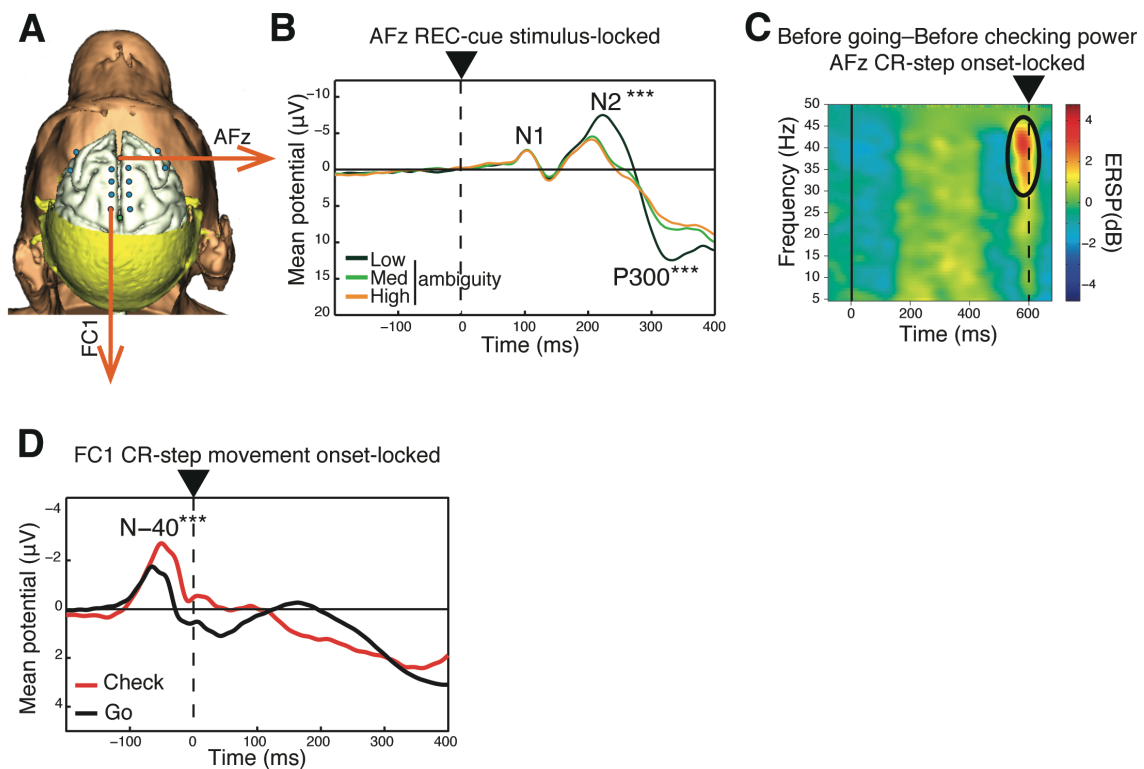 A
AFz
FC1
B
AFz REC-cue stimulus-locked
Mean potential (µV)
−10
−5
0
5
10
15
20
N1
N2 ***
P300***
Low
Med
High
ambiguity
−100
0
100
200
300
400
Time (ms)
C
Before going–Before checking power
AFz CR-step onset-locked
Frequency (Hz)
50
40
35
30
25
20
15
10
5
0
200
400
600
Time (ms)
4
2
0
−2
−4
ERSP(dB)
D
FC1 CR-step movement onset-locked
Mean potential (µV)
−4
−2
0
2
4
N−40***
Check
Go
−100
0
100
200
300
400
Time (ms)